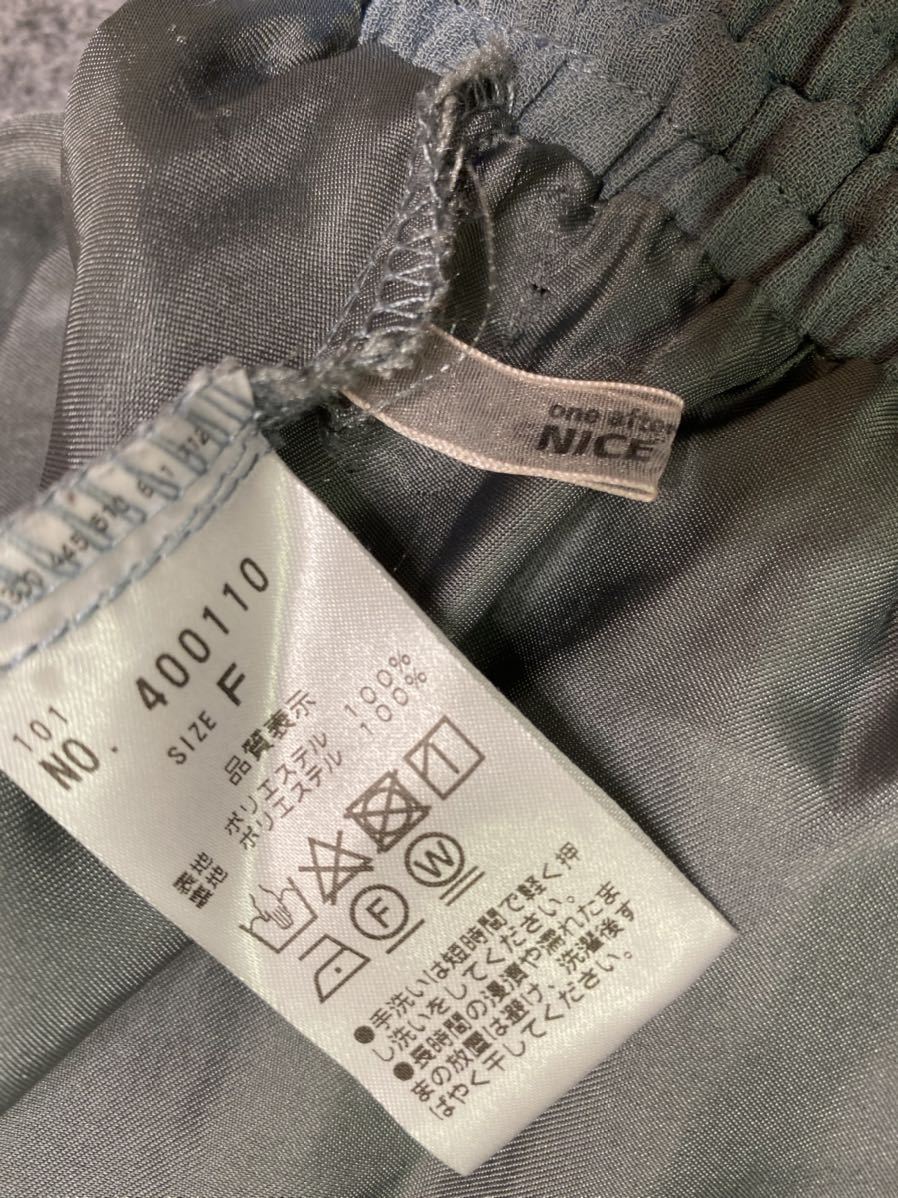 one after
NICE
300 445 610
101
NO. 400110
SIZE F
品質表示
表地 ポリエステル 100%
裏地 ポリエステル 100%
F W
●手洗いは短時間で軽く押
し洗いをしてください。
●長時間の浸漬や濡れたま
まの放置は避け、洗濯後す
ばやく干してください。